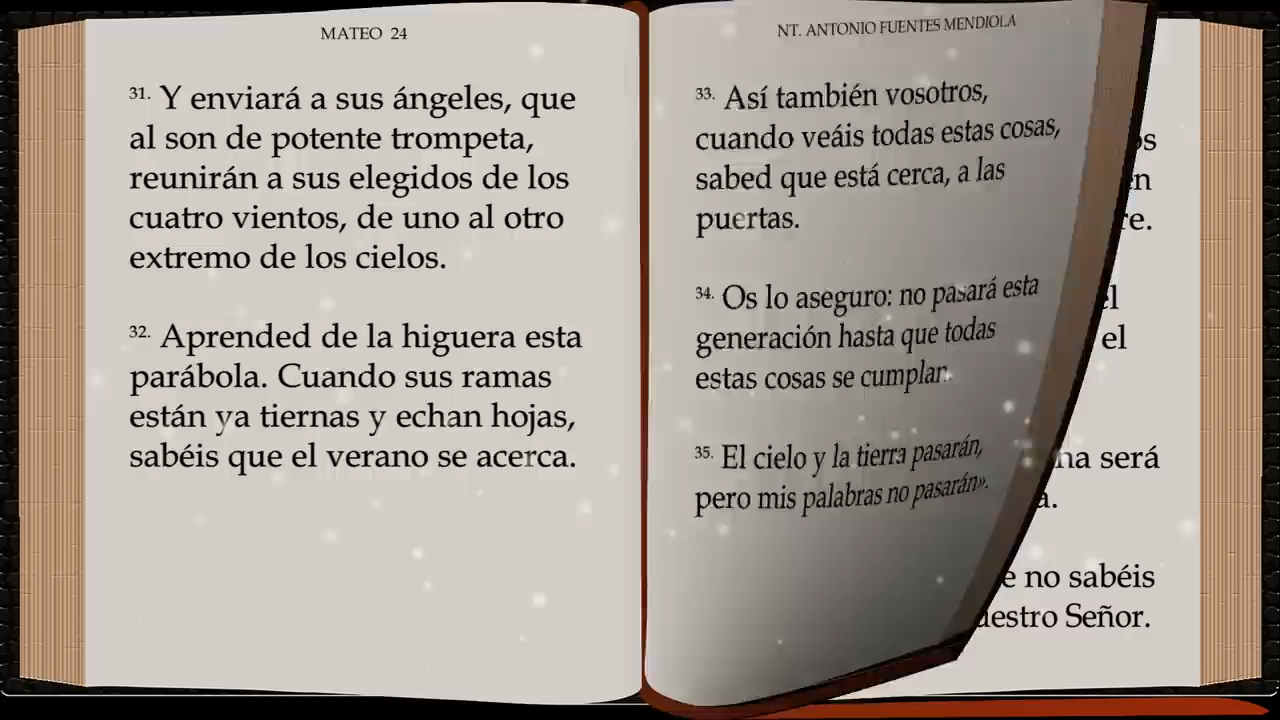 MATEO 24
31. Y enviará a sus ángeles, que
al son de potente trompeta,
reunirán a sus elegidos de los
cuatro vientos, de uno al otro
extremo de los cielos.
32. Aprended de la higuera esta
parábola. Cuando sus ramas
están ya tiernas y echan hojas,
sabéis que el verano se acerca.
NT. ANTONIO FUENTES MENDIOLA
33. Así también vosotros,
cuando veáis todas estas cosas,
sabed que está cerca, a las
puertas.
34. Os lo aseguro: no pasará esta
generación hasta que todas
estas cosas se cumplan.
35. El cielo y la tierra pasarán,
pero mis palabras no pasarán».
el
será
no sabéis
Señor.